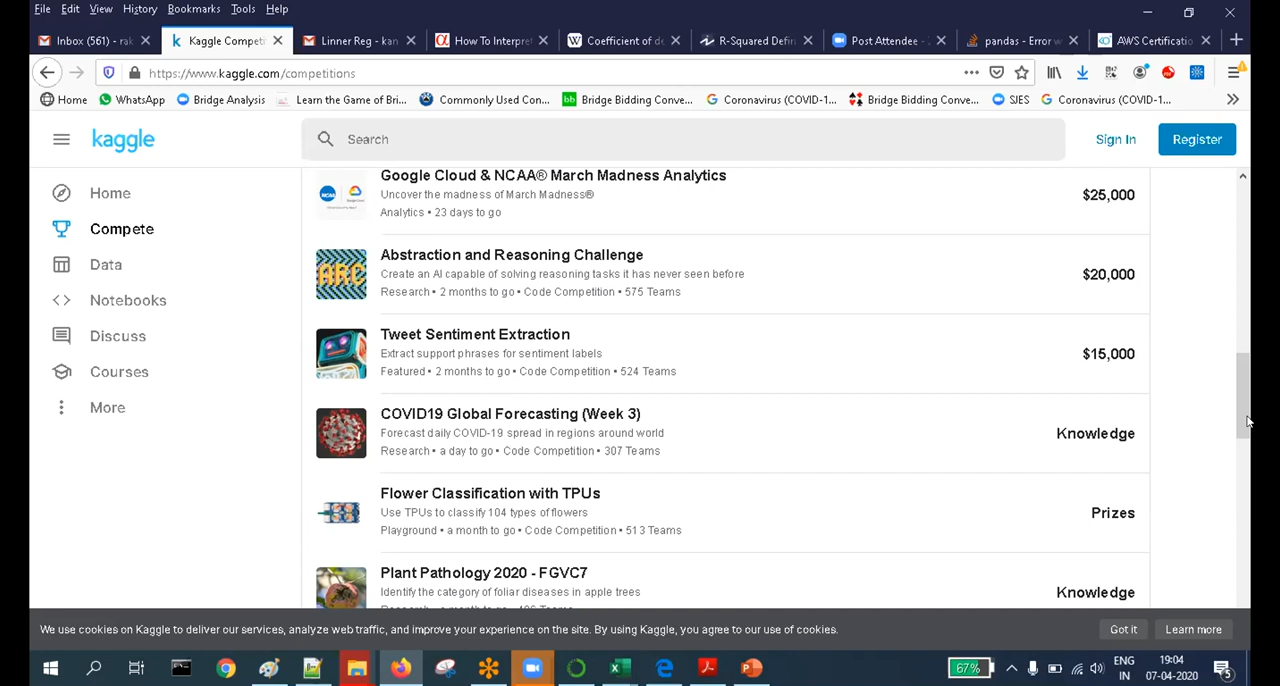 File Edit View History Bookmarks Tools Help
Inbox (561) - rak
Kaggle Competi
Linner Reg - kan
How To Interpre
Coefficient of de
R-Squared Defin
Post Attendee -
pandas - Error w
AWS Certificatio
https://www.kaggle.com/competitions
Home WhatsApp Bridge Analysis Learn the Game of Bri... Commonly Used Con... Bridge Bidding Conve... Coronavirus (COVID-1... Bridge Bidding Conve... SJES Coronavirus (COVID-1...
kaggle
Search
Sign In
Register
Home
Compete
Data
Notebooks
Discuss
Courses
More
Google Cloud & NCAA® March Madness Analytics
Uncover the madness of March Madness®
Analytics • 23 days to go
$25,000
ARC
Abstraction and Reasoning Challenge
Create an AI capable of solving reasoning tasks it has never seen before
Research • 2 months to go • Code Competition • 575 Teams
$20,000
Tweet Sentiment Extraction
Extract support phrases for sentiment labels
Featured • 2 months to go • Code Competition • 524 Teams
$15,000
COVID19 Global Forecasting (Week 3)
Forecast daily COVID-19 spread in regions around world
Research • a day to go • Code Competition • 307 Teams
Knowledge
Flower Classification with TPUs
Use TPUs to classify 104 types of flowers
Playground • a month to go • Code Competition • 513 Teams
Prizes
Plant Pathology 2020 - FGVC7
Identify the category of foliar diseases in apple trees
Knowledge
We use cookies on Kaggle to deliver our services, analyze web traffic, and improve your experience on the site. By using Kaggle, you agree to our use of cookies.
Got it
Learn more
67%
ENG
IN
19:04
07-04-2020
5